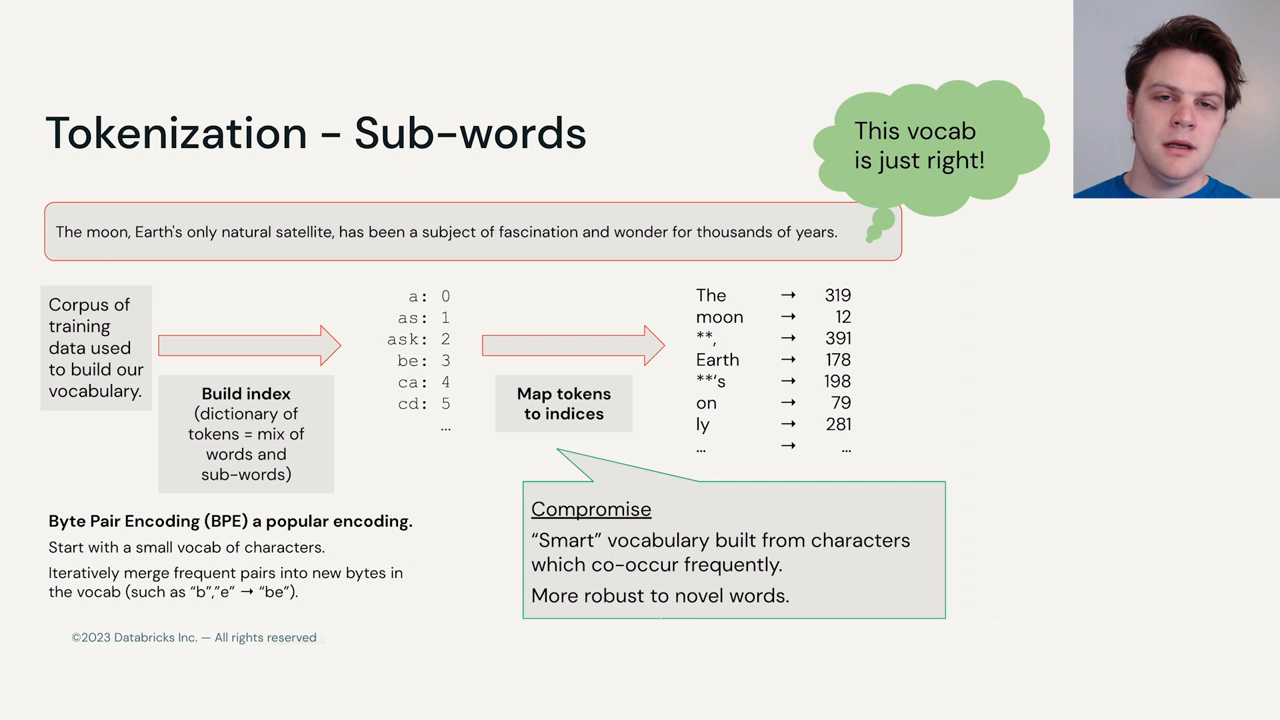 Tokenization - Sub-words
This vocab
is just right!
The moon, Earth's only natural satellite, has been a subject of fascination and wonder for thousands of years.
Corpus of
training
data used
to build our
vocabulary.
Build index
(dictionary of
tokens = mix of
words and
sub-words)
a: 0
as: 1
ask: 2
be: 3
ca: 4
cd: 5
…
Map tokens
to indices
The → 319
moon → 12
**, → 391
Earth → 178
**'s → 198
on → 79
ly → 281
… → …
Byte Pair Encoding (BPE) a popular encoding.
Start with a small vocab of characters.
Iteratively merge frequent pairs into new bytes in
the vocab (such as “b”,”e” → “be”).
Compromise
“Smart” vocabulary built from characters
which co-occur frequently.
More robust to novel words.
©2023 Databricks Inc. — All rights reserved